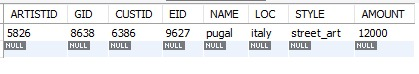 ARTISTID GID CUSTID EID NAME LOC STYLE AMOUNT
5826 8638 6386 9627 pugal italy street_art 12000
NULL NULL NULL NULL NULL NULL NULL NULL